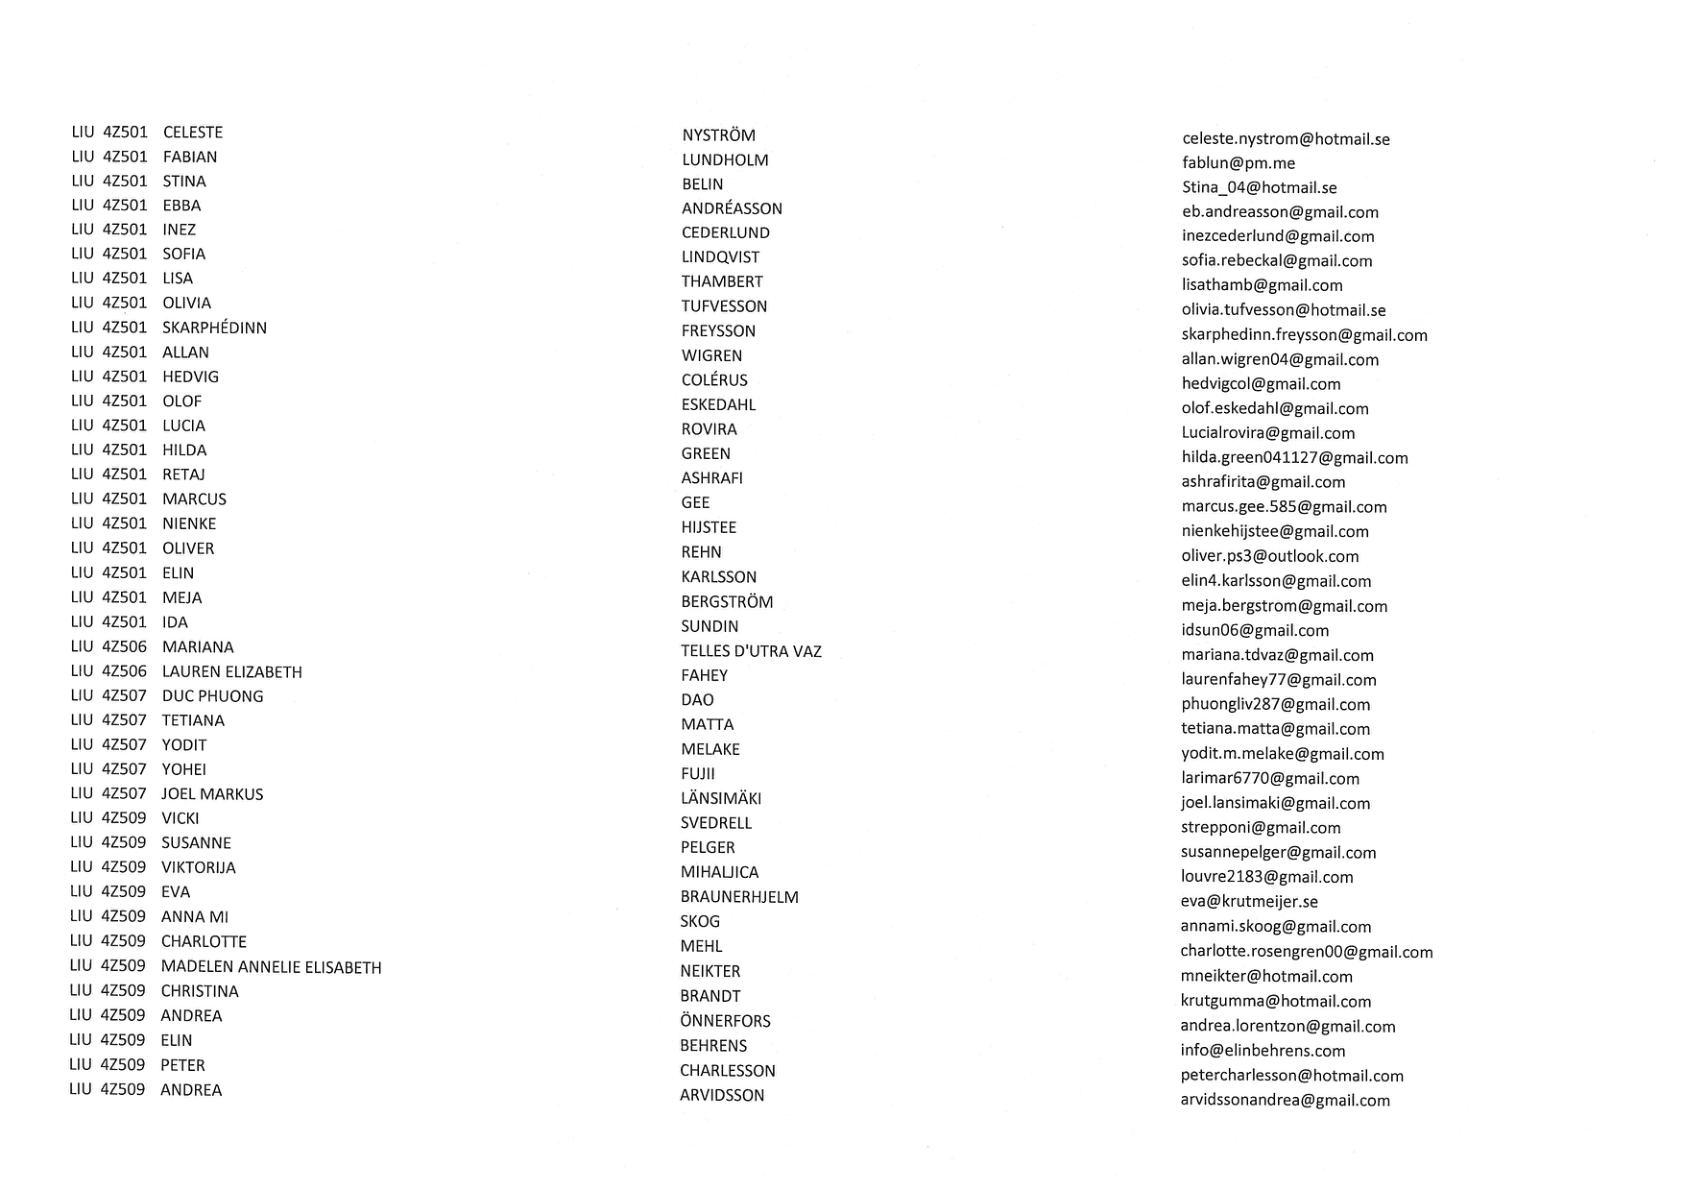 LIU 4Z501 CELESTE NYSTRÖM celeste.nystrom@hotmail.se
LIU 4Z501 FABIAN LUNDHOLM fablun@pm.me
LIU 4Z501 STINA BELIN Stina_04@hotmail.se
LIU 4Z501 EBBA ANDRÉASSON eb.andreasson@gmail.com
LIU 4Z501 INEZ CEDERLUND inezcederlund@gmail.com
LIU 4Z501 SOFIA LINDQVIST sofia.rebeckal@gmail.com
LIU 4Z501 LISA THAMBERT lisathamb@gmail.com
LIU 4Z501 OLIVIA TUFVESSON olivia.tufvesson@hotmail.se
LIU 4Z501 SKARPHÉDINN FREYSSON skarphedinn.freysson@gmail.com
LIU 4Z501 ALLAN WIGREN allan.wigren04@gmail.com
LIU 4Z501 HEDVIG COLÉRUS hedvigcol@gmail.com
LIU 4Z501 OLOF ESKEDAHL olof.eskedahl@gmail.com
LIU 4Z501 LUCIA ROVIRA Lucialrovira@gmail.com
LIU 4Z501 HILDA GREEN hilda.green041127@gmail.com
LIU 4Z501 RETAJ ASHRAFI ashrafirita@gmail.com
LIU 4Z501 MARCUS GEE marcus.gee.585@gmail.com
LIU 4Z501 NIENKE HIJSTEE nienkehijstee@gmail.com
LIU 4Z501 OLIVER REHN oliver.ps3@outlook.com
LIU 4Z501 ELIN KARLSSON elin4.karlsson@gmail.com
LIU 4Z501 MEJA BERGSTRÖM meja.bergstrom@gmail.com
LIU 4Z501 IDA SUNDIN idsun06@gmail.com
LIU 4Z506 MARIANA TELLES D'UTRA VAZ mariana.tdvaz@gmail.com
LIU 4Z506 LAUREN ELIZABETH FAHEY laurenfahey77@gmail.com
LIU 4Z507 DUC PHUONG DAO phuongliv287@gmail.com
LIU 4Z507 TETIANA MATTA tetiana.matta@gmail.com
LIU 4Z507 YODIT MELAKE yodit.m.melake@gmail.com
LIU 4Z507 YOHEI FUJII larimar6770@gmail.com
LIU 4Z507 JOEL MARKUS LÄNSIMÄKI joel.lansimaki@gmail.com
LIU 4Z509 VICKI SVEDRELL strepponi@gmail.com
LIU 4Z509 SUSANNE PELGER susannepelger@gmail.com
LIU 4Z509 VIKTORIJA MIHALJICA louvre2183@gmail.com
LIU 4Z509 EVA BRAUNERHJELM eva@krutmeijer.se
LIU 4Z509 ANNA MI SKOG annami.skoog@gmail.com
LIU 4Z509 CHARLOTTE MEHL charlotte.rosengren00@gmail.com
LIU 4Z509 MADELEN ANNELIE ELISABETH NEIKTER mneikter@hotmail.com
LIU 4Z509 CHRISTINA BRANDT krutgumma@hotmail.com
LIU 4Z509 ANDREA ÖNNERFORS andrea.lorentzon@gmail.com
LIU 4Z509 ELIN BEHRENS info@elinbehrens.com
LIU 4Z509 PETER CHARLESSON petercharlesson@hotmail.com
LIU 4Z509 ANDREA ARVIDSSON arvidssonandrea@gmail.com